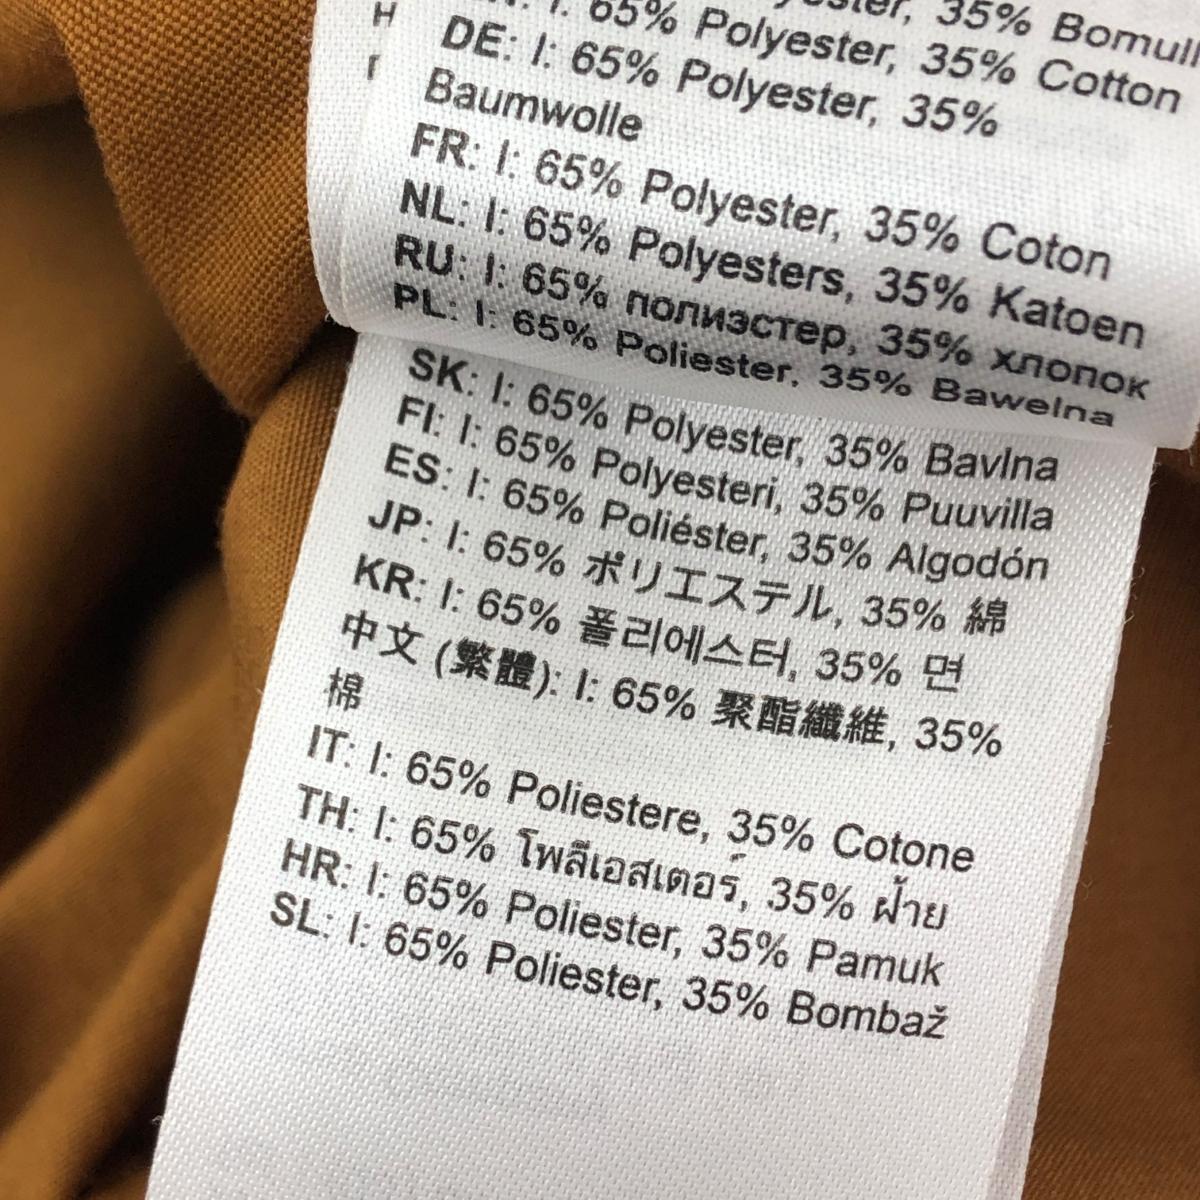 35% Bomull
65% Polyester, 35% Cotton
DE: I: 65% Polyester, 35%
Baumwolle
FR: I: 65% Polyester, 35% Coton
NL: I: 65% Polyesters, 35% Katoen
RU: I: 65% полиэстер, 35% хлопок
PL: I: 65% Poliester, 35% Bawełna
SK: I: 65% Polyester, 35% Bavlna
FI: I: 65% Polyesteri, 35% Puuvilla
ES: I: 65% Poliéster, 35% Algodón
JP: I: 65% ポリエステル, 35% 綿
KR: I: 65% 폴리에스터, 35% 면
中文 (繁體): I: 65% 聚酯纖維, 35%
棉
IT: I: 65% Poliestere, 35% Cotone
TH: I: 65% โพลีเอสเตอร์, 35% ฝ้าย
HR: I: 65% Poliester, 35% Pamuk
SL: I: 65% Poliester, 35% Bombaž